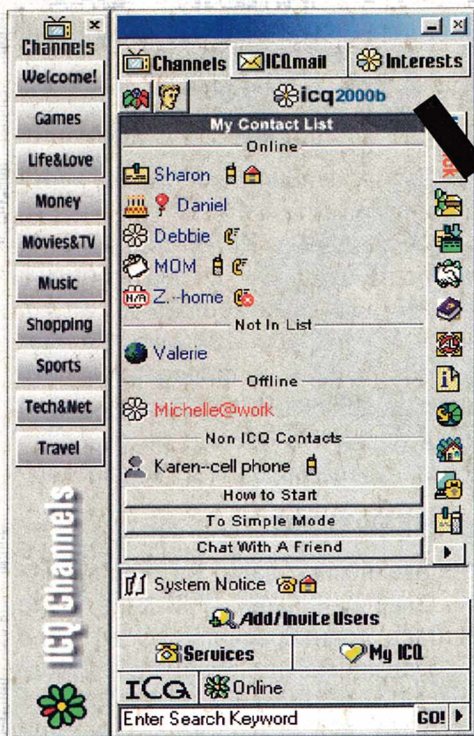 Channels
Welcome!
Games
Life&Love
Money
Movies&TV
Music
Shopping
Sports
Tech&Net
Travel
ICQ Channels
Channels ICQmail Interests
icq2000b
My Contact List
Online
Sharon
Daniel
Debbie
MOM
N/A Z.--home
Not In List
Valerie
Offline
Michelle@work
Non ICQ Contacts
Karen--cell phone
How to Start
To Simple Mode
Chat With A Friend
System Notice
Add/Invite Users
Services My ICQ
ICQ Online
Enter Search Keyword GO!